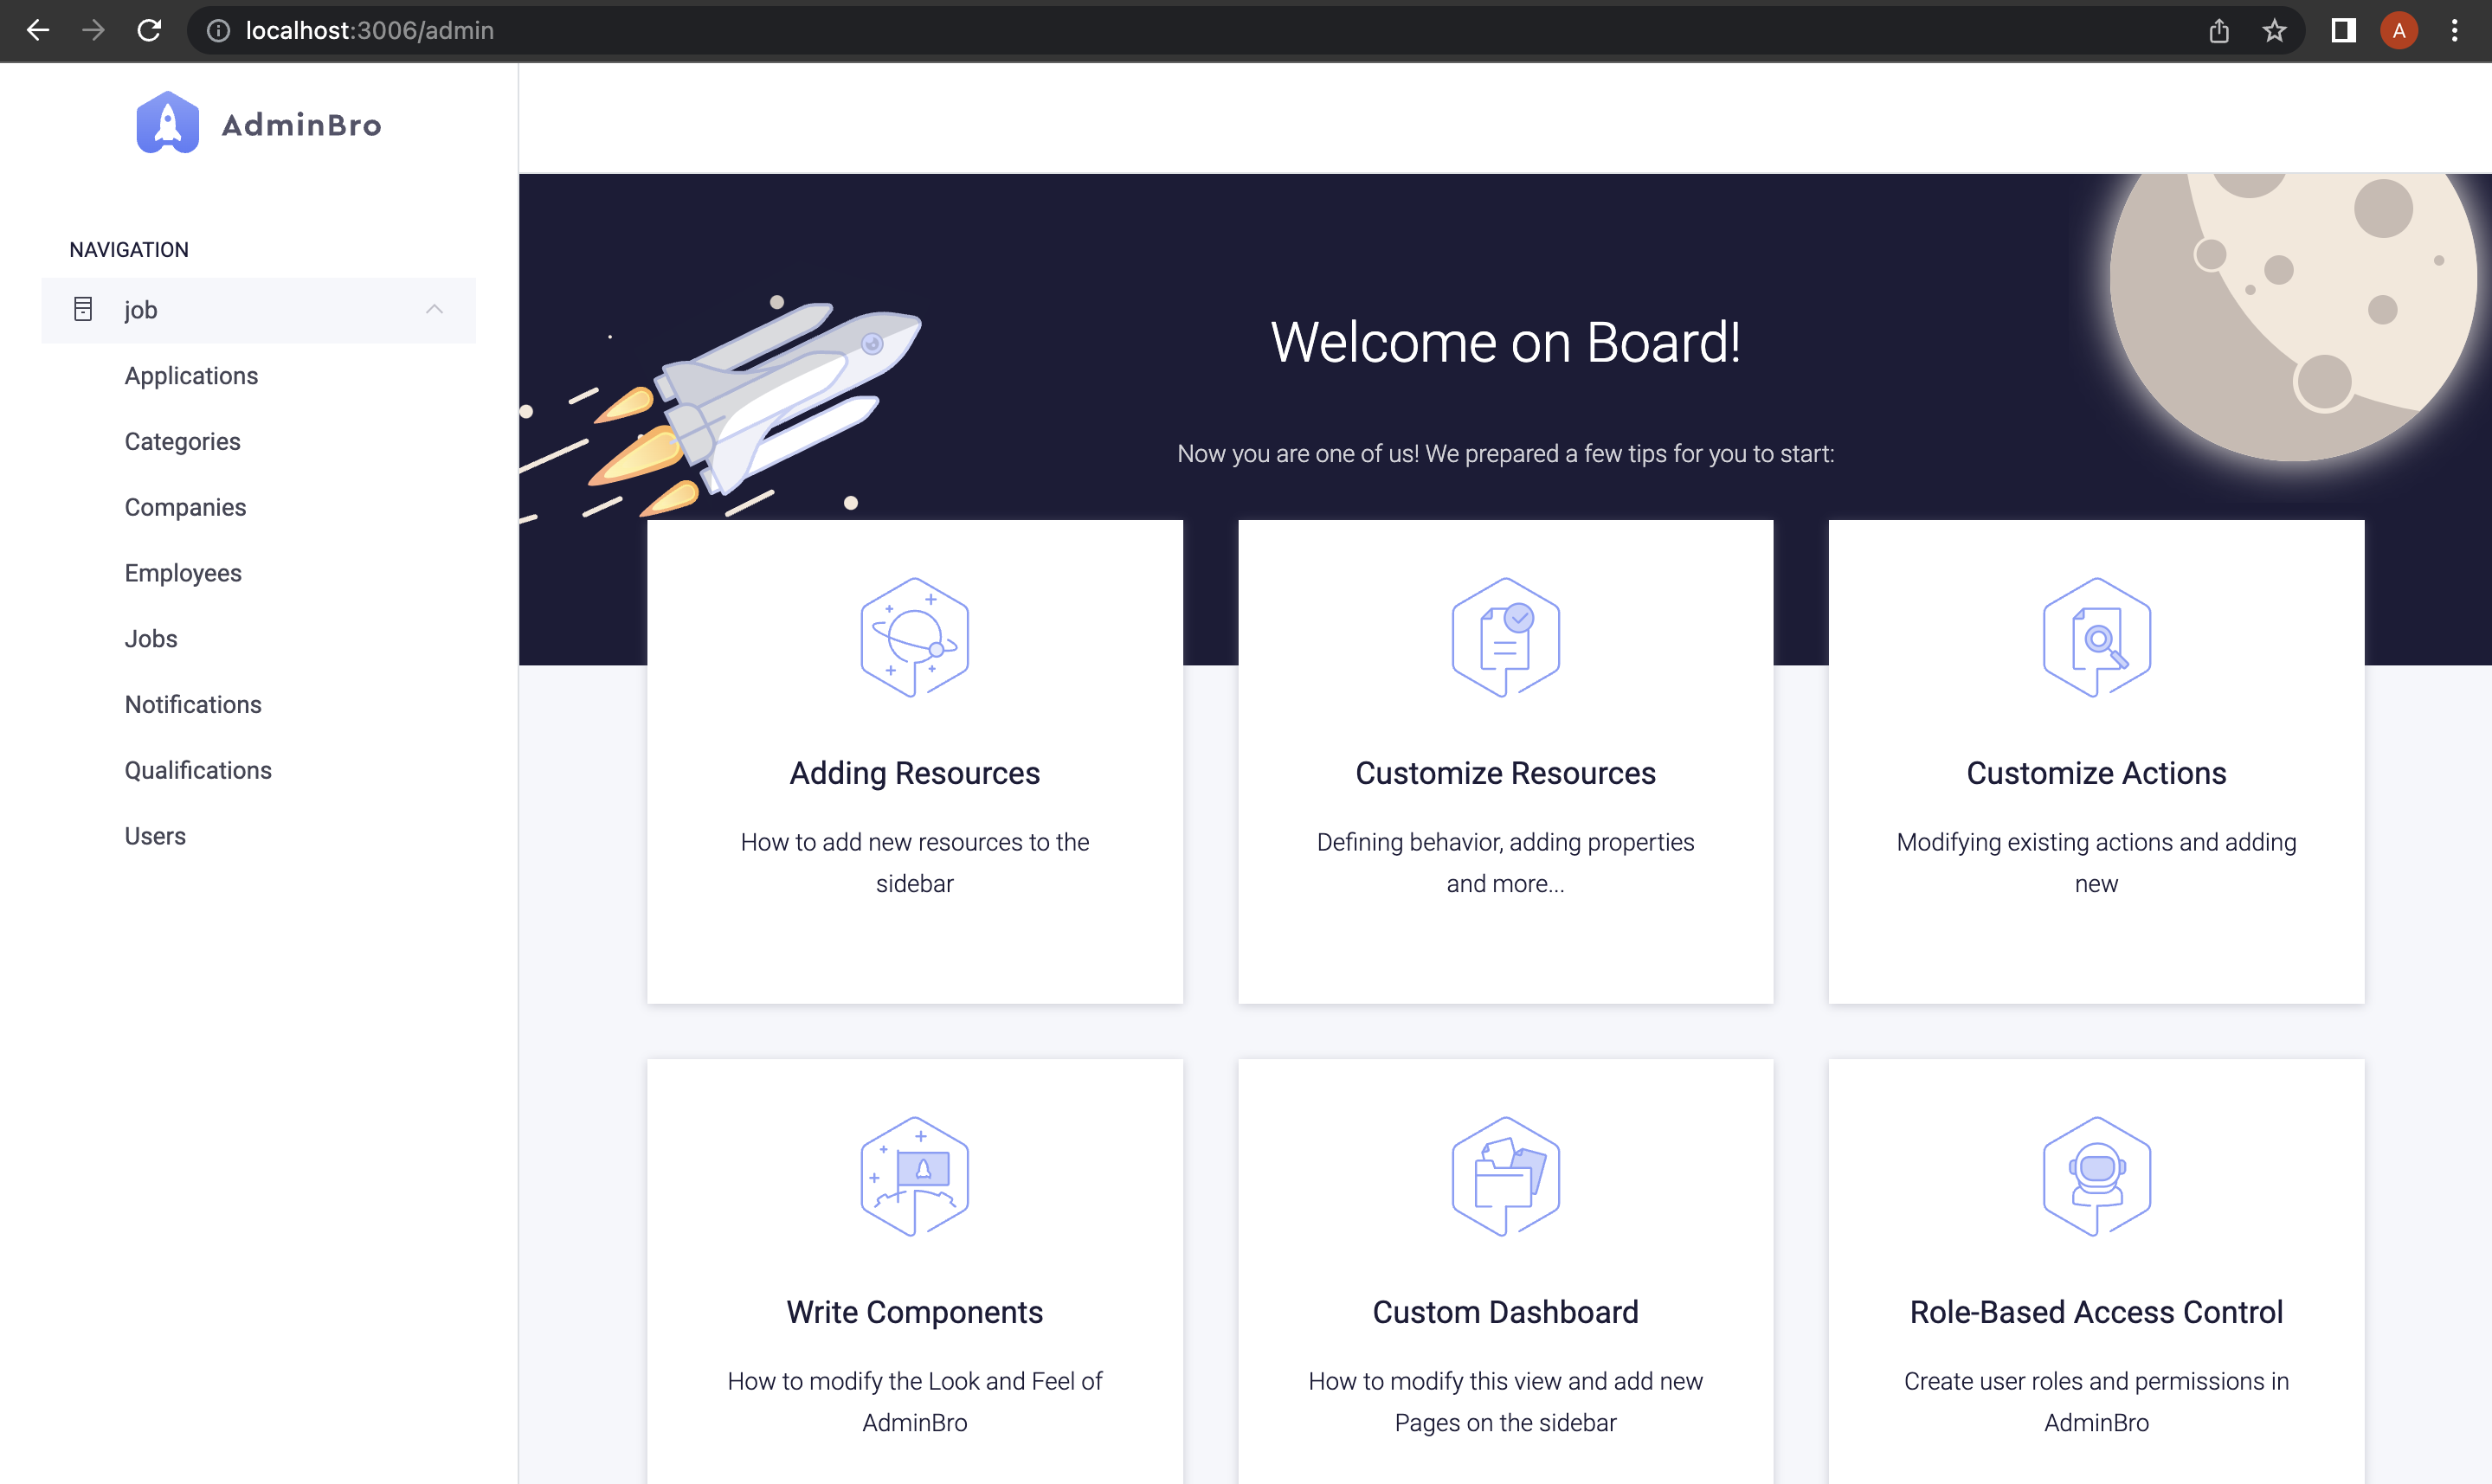 localhost:3006/admin
A
AdminBro
NAVIGATION
job
Applications
Categories
Companies
Employees
Jobs
Notifications
Qualifications
Users
Welcome on Board!
Now you are one of us! We prepared a few tips for you to start:
Adding Resources
How to add new resources to the
sidebar
Customize Resources
Defining behavior, adding properties
and more...
Customize Actions
Modifying existing actions and adding
new
Write Components
How to modify the Look and Feel of
AdminBro
Custom Dashboard
How to modify this view and add new
Pages on the sidebar
Role-Based Access Control
Create user roles and permissions in
AdminBro